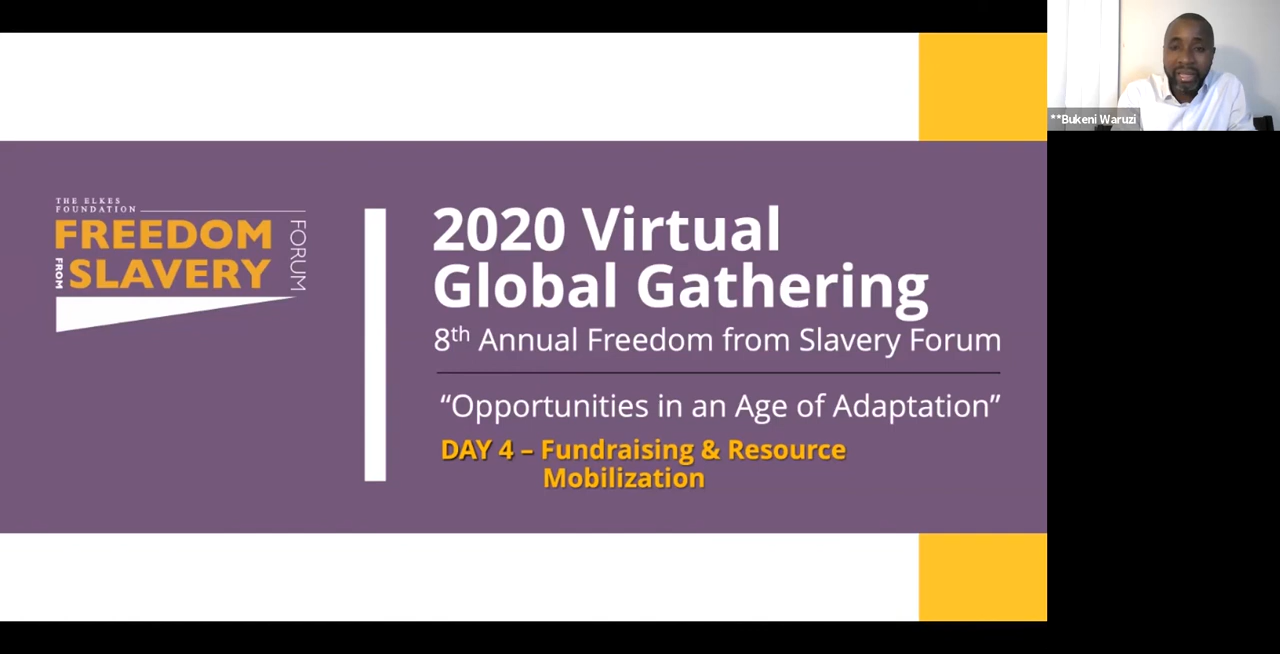 THE ELKES
FOUNDATION
FREEDOM
FROM
SLAVERY
FORUM
2020 Virtual
Global Gathering
8th Annual Freedom from Slavery Forum
“Opportunities in an Age of Adaptation”
DAY 4 – Fundraising & Resource
Mobilization
**Bukeni Waruzi